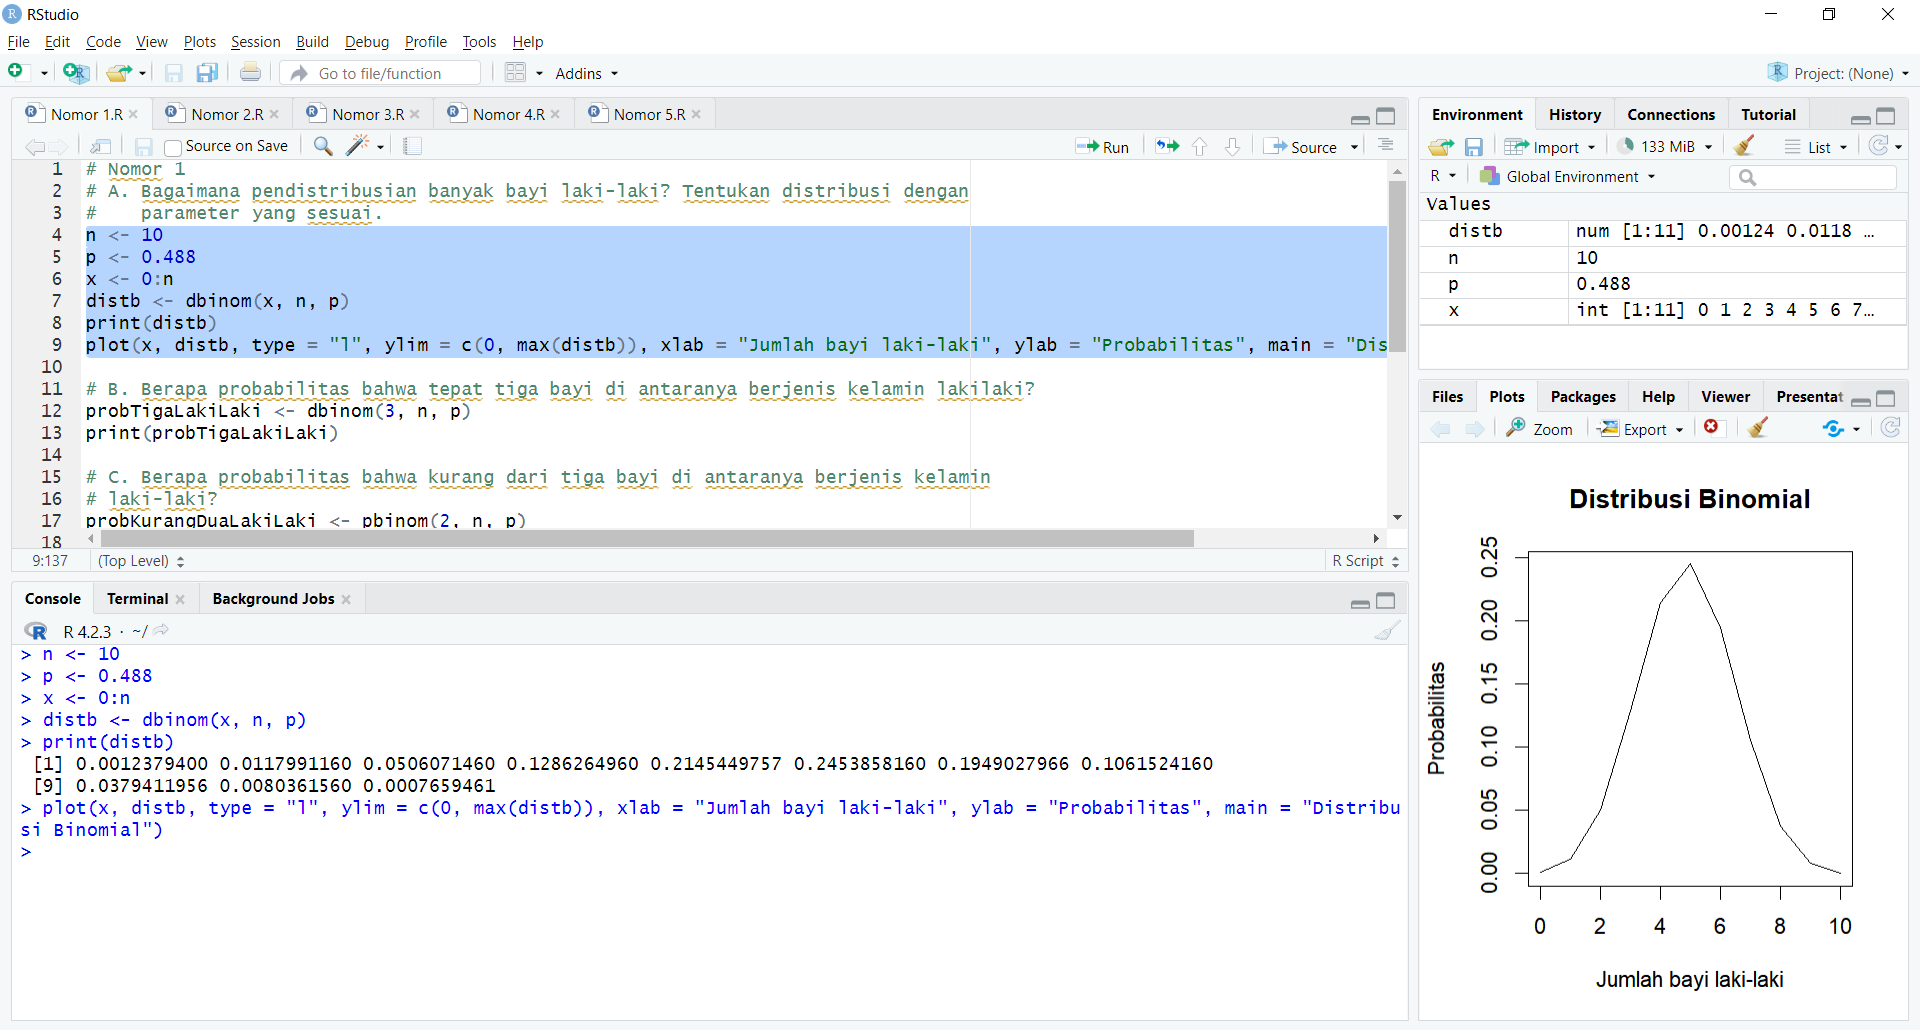 RStudio
File Edit Code View Plots Session Build Debug Profile Tools Help
Go to file/function Addins Project: (None)
Nomor 1.R Nomor 2.R Nomor 3.R Nomor 4.R Nomor 5.R
Source on Save Run Source
1 # Nomor 1
2 # A. Bagaimana pendistribusian banyak bayi laki-laki? Tentukan distribusi dengan
3 #    parameter yang sesuai.
4 n <- 10
5 p <- 0.488
6 x <- 0:n
7 distb <- dbinom(x, n, p)
8 print(distb)
9 plot(x, distb, type = "l", ylim = c(0, max(distb)), xlab = "Jumlah bayi laki-laki", ylab = "Probabilitas", main = "Dis
10
11 # B. Berapa probabilitas bahwa tepat tiga bayi di antaranya berjenis kelamin lakilaki?
12 probTigaLakiLaki <- dbinom(3, n, p)
13 print(probTigaLakiLaki)
14
15 # C. Berapa probabilitas bahwa kurang dari tiga bayi di antaranya berjenis kelamin
16 # laki-laki?
17 probKurangDuaLakiLaki <- pbinom(2, n, p)
18
9:137 (Top Level) R Script
Console Terminal Background Jobs
R 4.2.3 · ~/
> n <- 10
> p <- 0.488
> x <- 0:n
> distb <- dbinom(x, n, p)
> print(distb)
[1] 0.0012379400 0.0117991160 0.0506071460 0.1286264960 0.2145449757 0.2453858160 0.1949027966 0.1061524160
[9] 0.0379411956 0.0080361560 0.0007659461
> plot(x, distb, type = "l", ylim = c(0, max(distb)), xlab = "Jumlah bayi laki-laki", ylab = "Probabilitas", main = "Distribu
si Binomial")
>
Environment History Connections Tutorial
Import 133 MiB List
R Global Environment
Values
distb num [1:11] 0.00124 0.0118 ...
n 10
p 0.488
x int [1:11] 0 1 2 3 4 5 6 7…
Files Plots Packages Help Viewer Presentat
Zoom Export
Distribusi Binomial
Probabilitas
0.25
0.20
0.15
0.10
0.05
0.00
0 2 4 6 8 10
Jumlah bayi laki-laki